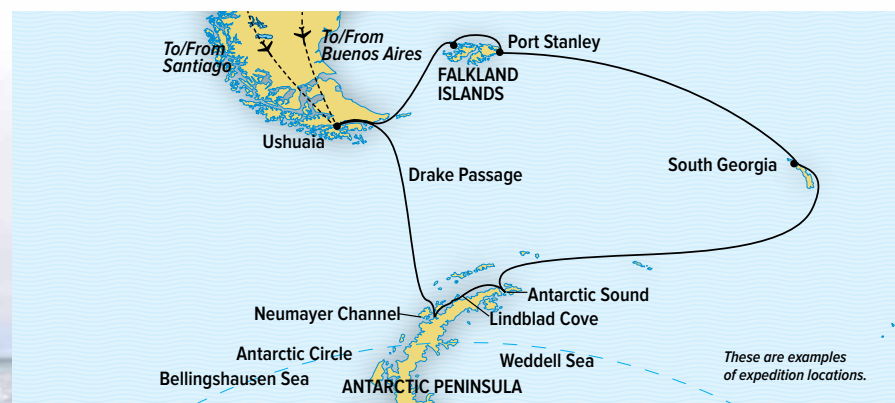 To/From
Santiago
To/From
Buenos Aires
Port Stanley
FALKLAND
ISLANDS
Ushuaia
South Georgia
Drake Passage
Antarctic Sound
Neumayer Channel
Lindblad Cove
Antarctic Circle
Weddell Sea
These are examples
of expedition locations.
Bellingshausen Sea
ANTARCTIC PENINSULA